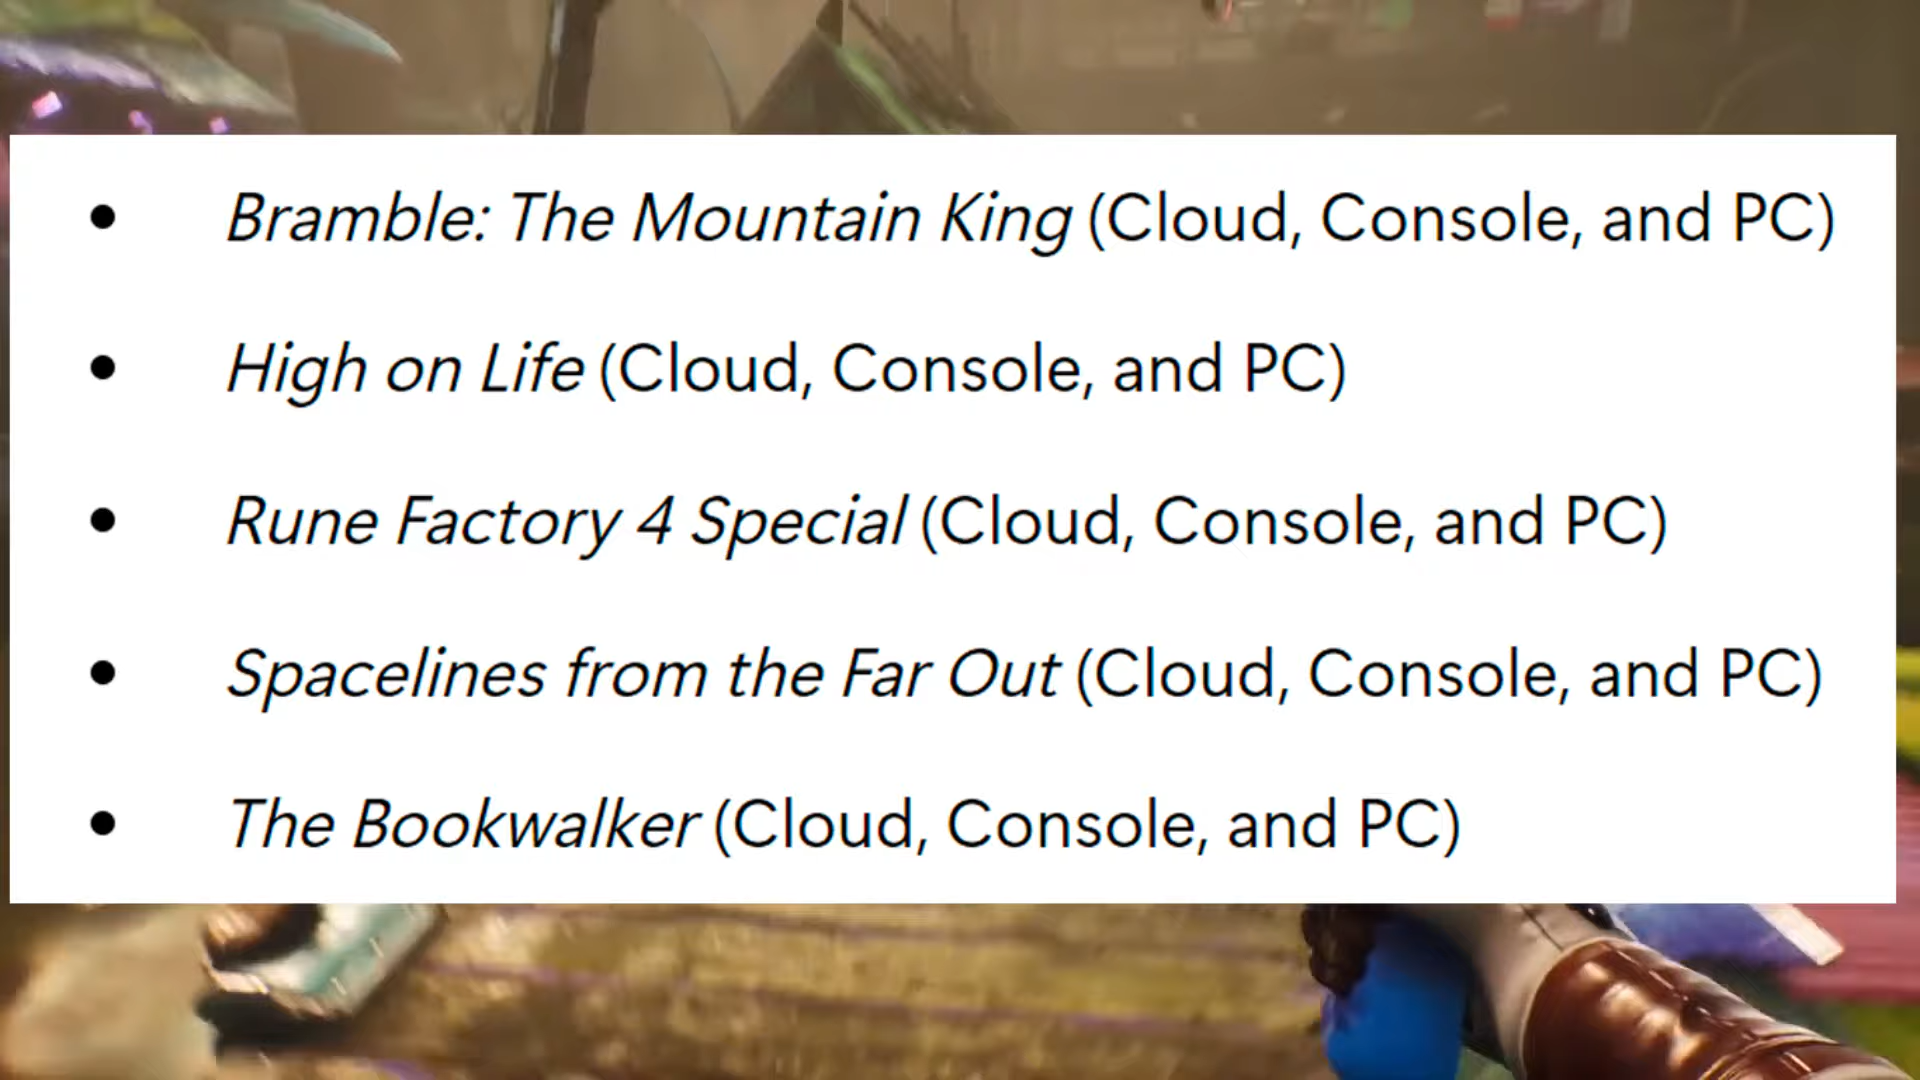 • Bramble: The Mountain King (Cloud, Console, and PC)
• High on Life (Cloud, Console, and PC)
• Rune Factory 4 Special (Cloud, Console, and PC)
• Spacelines from the Far Out (Cloud, Console, and PC)
• The Bookwalker (Cloud, Console, and PC)